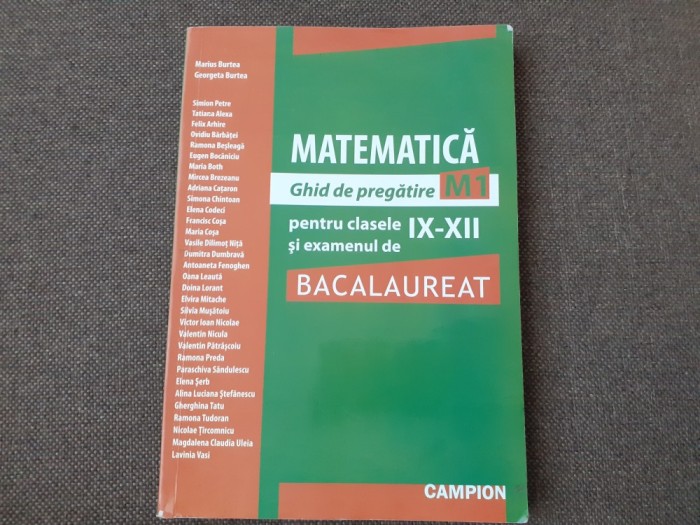 Marius Burtea
Georgeta Burtea
Simion Petre
Tatiana Alexa
Felix Arhire
Ovidiu Bărbăței
Ramona Beșleagă
Eugen Bocăniciu
Maria Both
Mircea Brezeanu
Adriana Cațaron
Simona Chintoan
Elena Codeci
Francisc Coșa
Maria Coșa
Vasile Dilimoț Niță
Dumitra Dumbravă
Antoaneta Fenoghen
Oana Leaută
Doina Lorant
Elvira Mitache
Silvia Mușătoiu
Victor Ioan Nicolae
Valentin Nicula
Valentin Pătrășcoiu
Ramona Preda
Paraschiva Săndulescu
Elena Șerb
Alina Luciana Ștefănescu
Gherghina Tatu
Ramona Tudoran
Nicolae Țircomnicu
Magdalena Claudia Uleia
Lavinia Vasi
MATEMATICĂ
Ghid de pregătire M1
pentru clasele IX-XII
și examenul de
BACALAUREAT
CAMPION